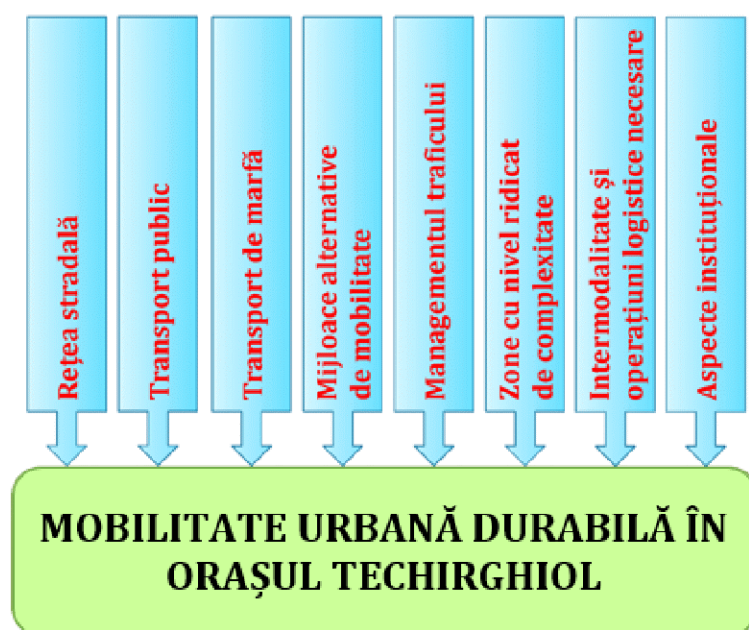 Rețea stradală
Transport public
Transport de marfă
Mijloace alternative
de mobilitate
Managementul traficului
Zone cu nivel ridicat
de complexitate
Intermodalitate și
operațiuni logistice necesare
Aspecte instituționale
MOBILITATE URBANĂ DURABILĂ ÎN
ORAȘUL TECHIRGHIOL